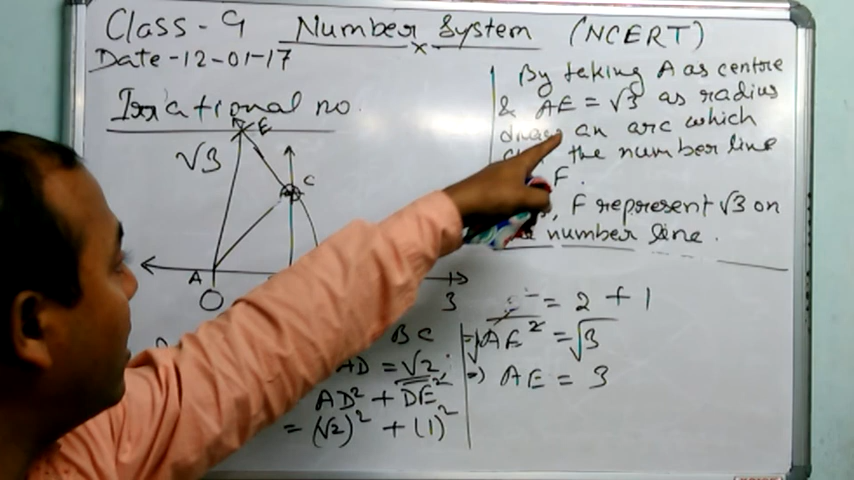 Class-9 Number System (NCERT)
Date-12-01-17
Irrational no.
By taking A as centre
& AE = √3 as radius
an arc which
the number line
F.
F represent √3 on
number line.
E
√3
C
A
O
3
BC
AD = √2
AD² + DE²
= (√2)² + (1)²
= 2 + 1
⇒ √AE² = √3
⇒ AE = 3